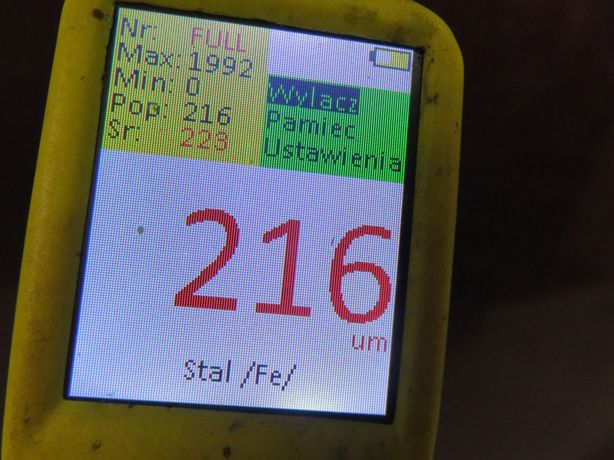 Nr: FULL
Max: 1992
Min: 0
Pop: 216
Sr: 223
Wylacz
Pamiec
Ustawienia
216
um
Stal /Fe/